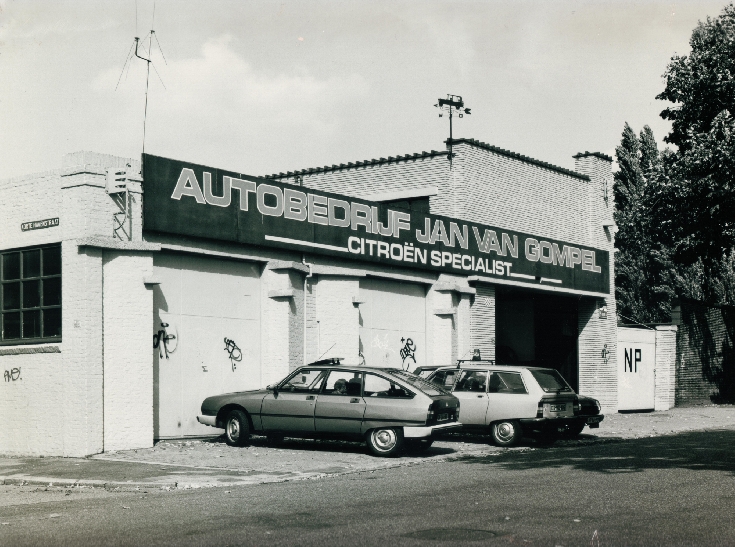 AUTOBEDRIJF JAN VAN GOMPEL
CITROËN SPECIALIST
NP